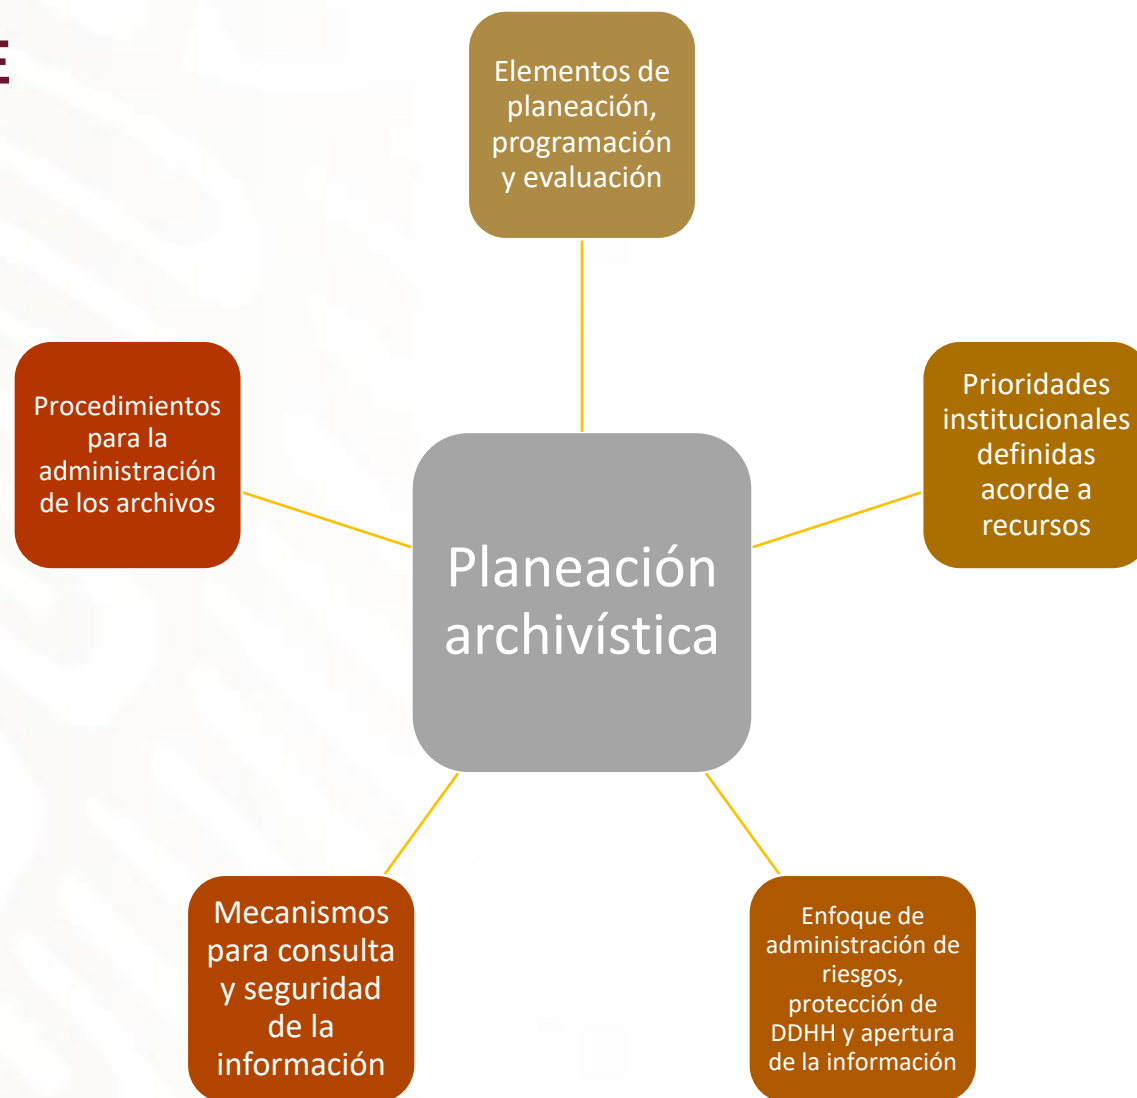 E
Elementos de
planeación,
programación
y evaluación
Prioridades
institucionales
definidas
acorde a
recursos
Procedimientos
para la
administración
de los archivos
Planeación
archivística
Mecanismos
para consulta
y seguridad
de la
información
Enfoque de
administración de
riesgos,
protección de
DDHH y apertura
de la información